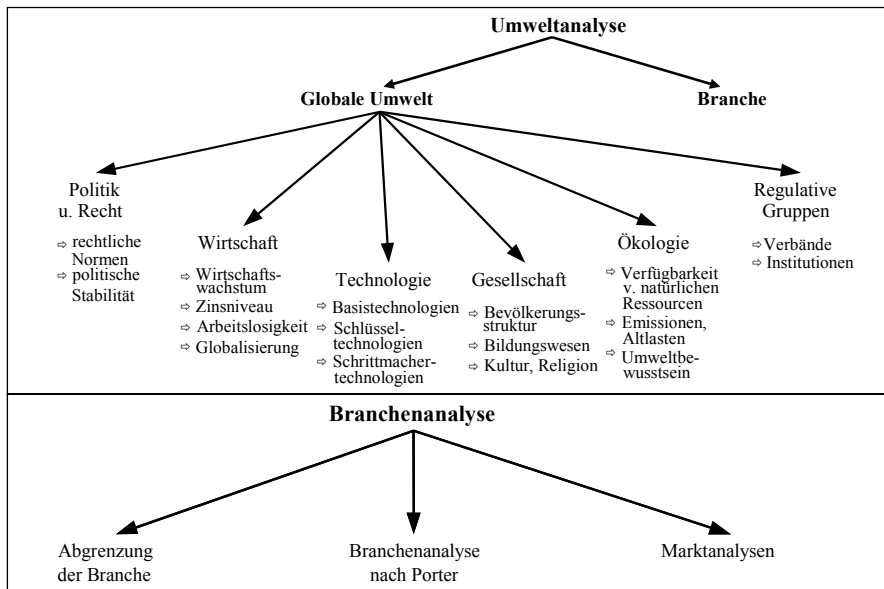 Umweltanalyse
Globale Umwelt
Branche
Politik
u. Recht
⇨ rechtliche
Normen
⇨ politische
Stabilität
Wirtschaft
⇨ Wirtschafts-
wachstum
⇨ Zinsniveau
⇨ Arbeitslosigkeit
⇨ Globalisierung
Technologie
⇨ Basistechnologien
⇨ Schlüssel-
technologien
⇨ Schrittmacher-
technologien
Gesellschaft
⇨ Bevölkerungs-
struktur
⇨ Bildungswesen
⇨ Kultur, Religion
Ökologie
⇨ Verfügbarkeit
v. natürlichen
Ressourcen
⇨ Emissionen,
Altlasten
⇨ Umweltbe-
wusstsein
Regulative
Gruppen
⇨ Verbände
⇨ Institutionen
Branchenanalyse
Abgrenzung
der Branche
Branchenanalyse
nach Porter
Marktanalysen